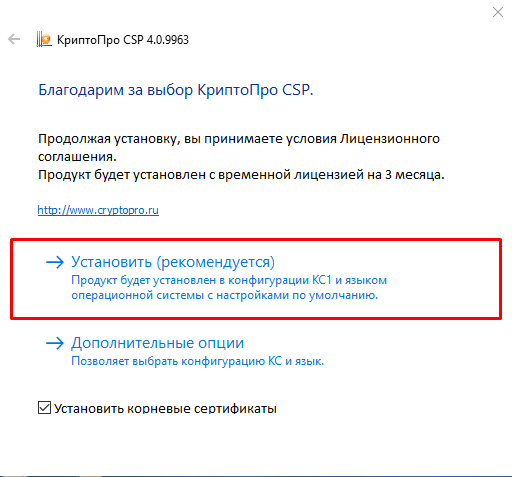 КриптоПро CSP 4.0.9963
Благодарим за выбор КриптоПро CSP.
Продолжая установку, вы принимаете условия Лицензионного
соглашения.
Продукт будет установлен с временной лицензией на 3 месяца.
http://www.cryptopro.ru
Установить (рекомендуется)
Продукт будет установлен в конфигурации КС1 и языком
операционной системы с настройками по умолчанию.
Дополнительные опции
Позволяет выбрать конфигурацию КС и язык.
Установить корневые сертификаты